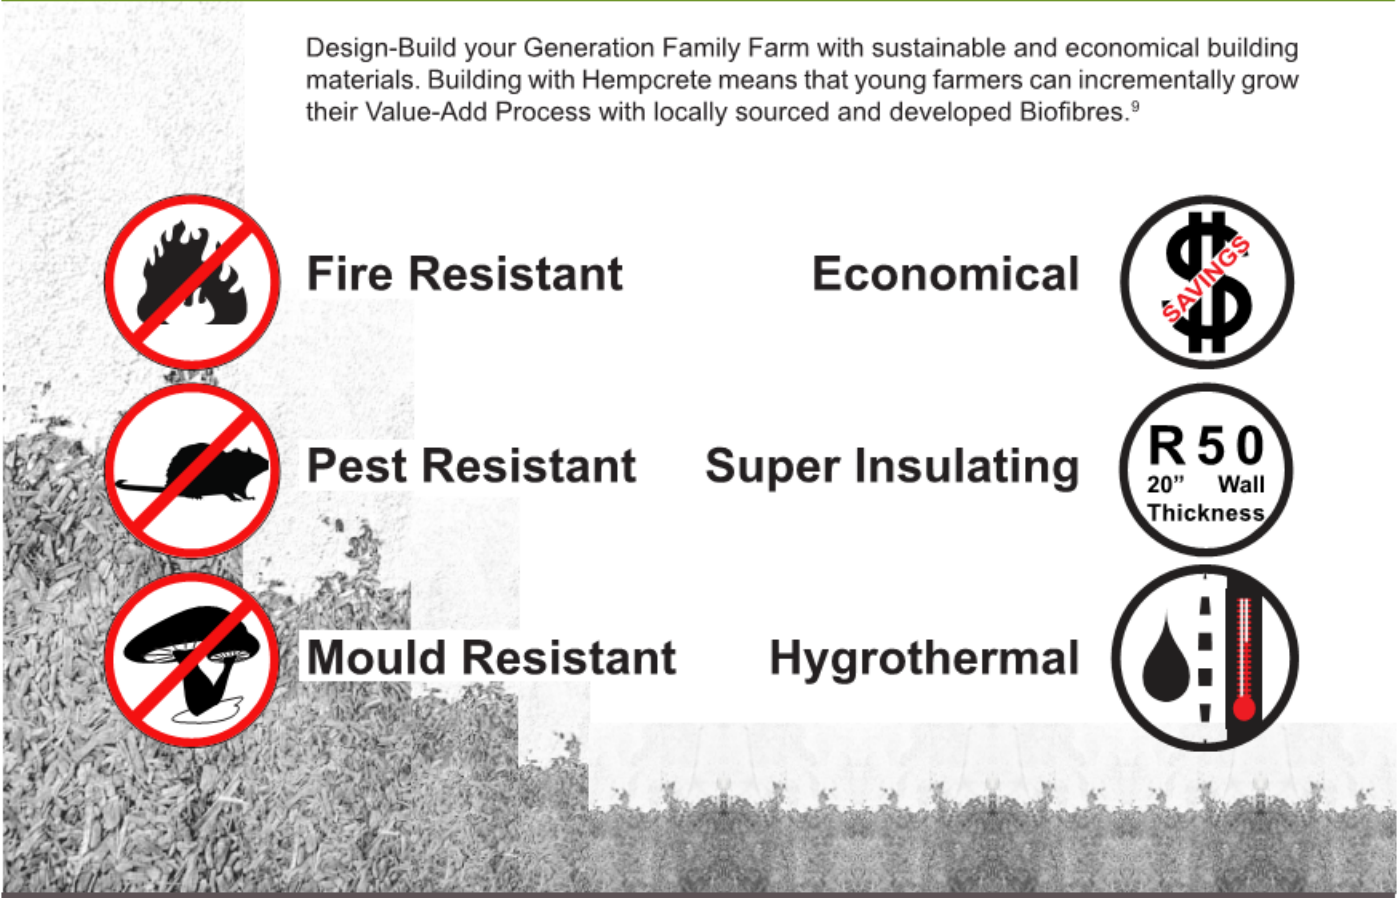 Design-Build your Generation Family Farm with sustainable and economical building
materials. Building with Hempcrete means that young farmers can incrementally grow
their Value-Add Process with locally sourced and developed Biofibres.⁹
Fire Resistant
Economical
SAVINGS
Pest Resistant
Super Insulating
R 5 0
20” Wall
Thickness
Mould Resistant
Hygrothermal